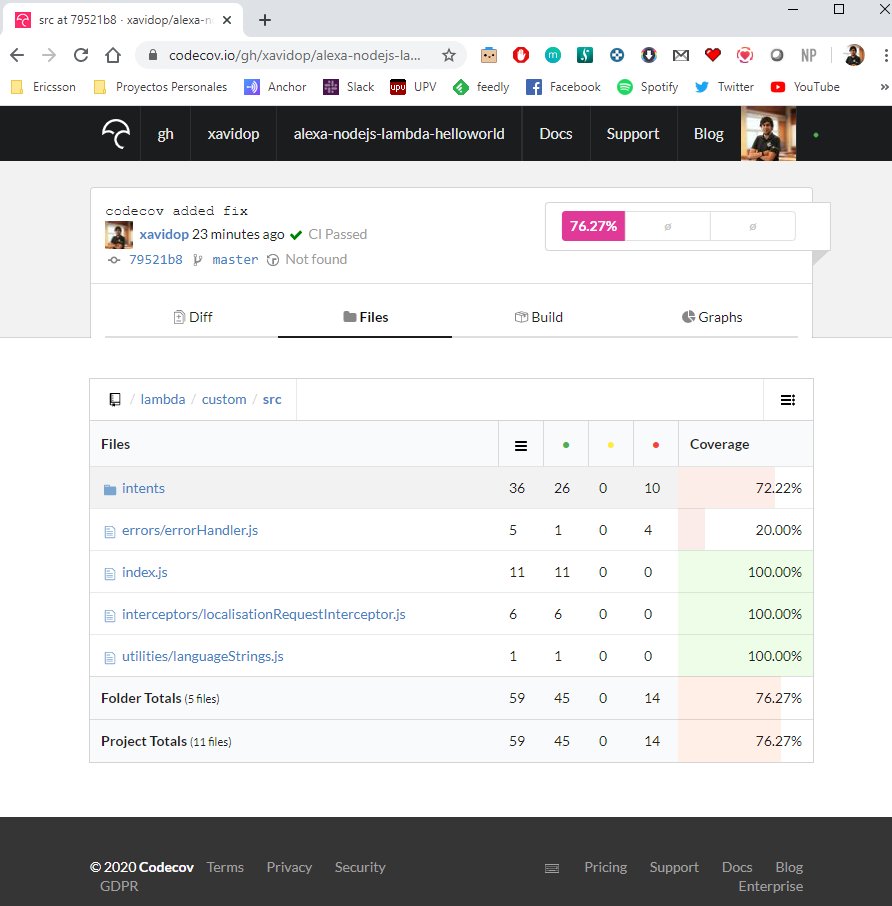 src at 79521b8 · xavidop/alexa-n
codecov.io/gh/xavidop/alexa-nodejs-la...
NP
Ericsson Proyectos Personales Anchor Slack UPV feedly Facebook Spotify Twitter YouTube »
gh xavidop alexa-nodejs-lambda-helloworld Docs Support Blog
codecov added fix
xavidop 23 minutes ago CI Passed
76.27% ø ø
79521b8 master Not found
Diff Files Build Graphs
/ lambda / custom / src
Files Coverage
intents 36 26 0 10 72.22%
errors/errorHandler.js 5 1 0 4 20.00%
index.js 11 11 0 0 100.00%
interceptors/localisationRequestInterceptor.js 6 6 0 0 100.00%
utilities/languageStrings.js 1 1 0 0 100.00%
Folder Totals (5 files) 59 45 0 14 76.27%
Project Totals (11 files) 59 45 0 14 76.27%
© 2020 Codecov Terms Privacy Security Pricing Support Docs Blog
GDPR Enterprise